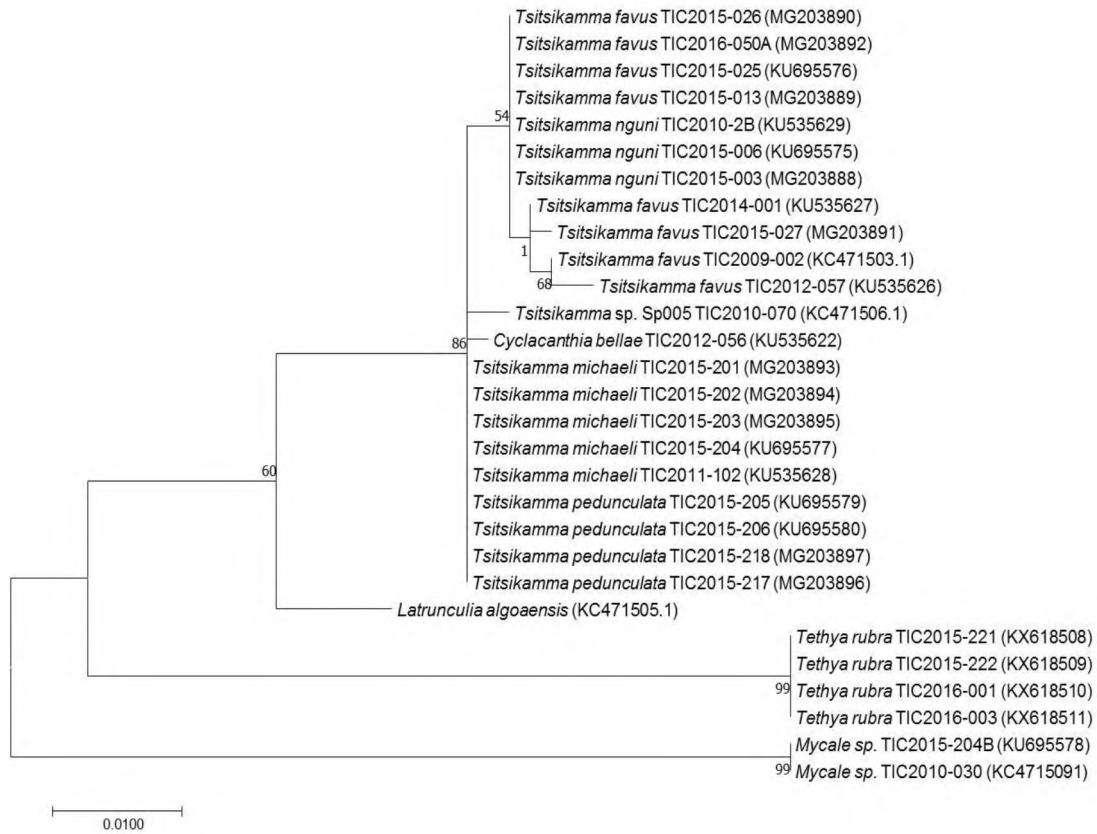 Tsitsikamma favus TIC2015-026 (MG203890)
Tsitsikamma favus TIC2016-050A (MG203892)
Tsitsikamma favus TIC2015-025 (KU695576)
Tsitsikamma favus TIC2015-013 (MG203889)
54
Tsitsikamma nguni TIC2010-2B (KU535629)
Tsitsikamma nguni TIC2015-006 (KU695575)
Tsitsikamma nguni TIC2015-003 (MG203888)
Tsitsikamma favus TIC2014-001 (KU535627)
Tsitsikamma favus TIC2015-027 (MG203891)
1
Tsitsikamma favus TIC2009-002 (KC471503.1)
68
Tsitsikamma favus TIC2012-057 (KU535626)
Tsitsikamma sp. Sp005 TIC2010-070 (KC471506.1)
86
Cyclacanthia bellae TIC2012-056 (KU535622)
Tsitsikamma michaeli TIC2015-201 (MG203893)
Tsitsikamma michaeli TIC2015-202 (MG203894)
Tsitsikamma michaeli TIC2015-203 (MG203895)
Tsitsikamma michaeli TIC2015-204 (KU695577)
60
Tsitsikamma michaeli TIC2011-102 (KU535628)
Tsitsikamma pedunculata TIC2015-205 (KU695579)
Tsitsikamma pedunculata TIC2015-206 (KU695580)
Tsitsikamma pedunculata TIC2015-218 (MG203897)
Tsitsikamma pedunculata TIC2015-217 (MG203896)
Latrunculia algoaensis (KC471505.1)
Tethya rubra TIC2015-221 (KX618508)
Tethya rubra TIC2015-222 (KX618509)
99
Tethya rubra TIC2016-001 (KX618510)
Tethya rubra TIC2016-003 (KX618511)
Mycale sp. TIC2015-204B (KU695578)
99
Mycale sp. TIC2010-030 (KC4715091)
0.0100